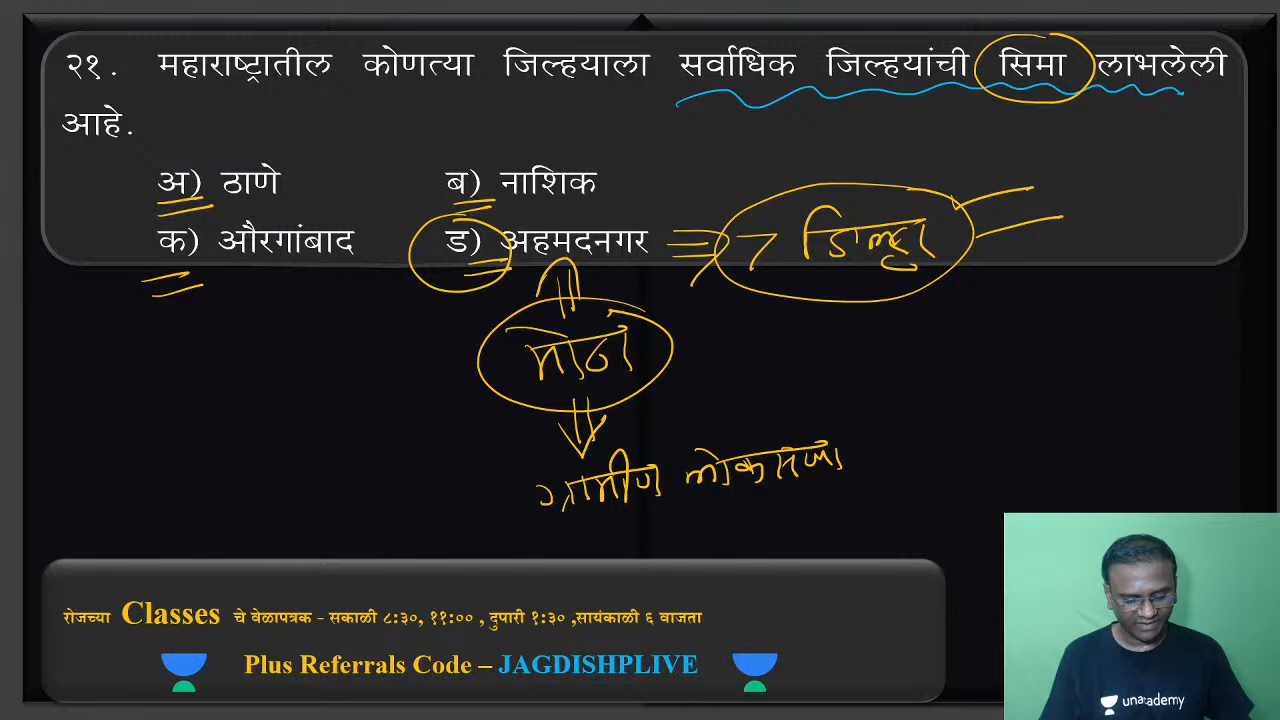 २१. महाराष्ट्रातील कोणत्या जिल्हयाला सर्वाधिक जिल्हयांची सिमा लाभलेली
आहे.
अ) ठाणे ब) नाशिक
क) औरगांबाद ड) अहमदनगर 7 जिल्हा
मोठा
ग्रामीण लोकसंख्या
रोजच्या Classes चे वेळापत्रक - सकाळी ८:३०, ११:०० , दुपारी १:३० ,सायंकाळी ६ वाजता
Plus Referrals Code – JAGDISHPLIVE
unacademy